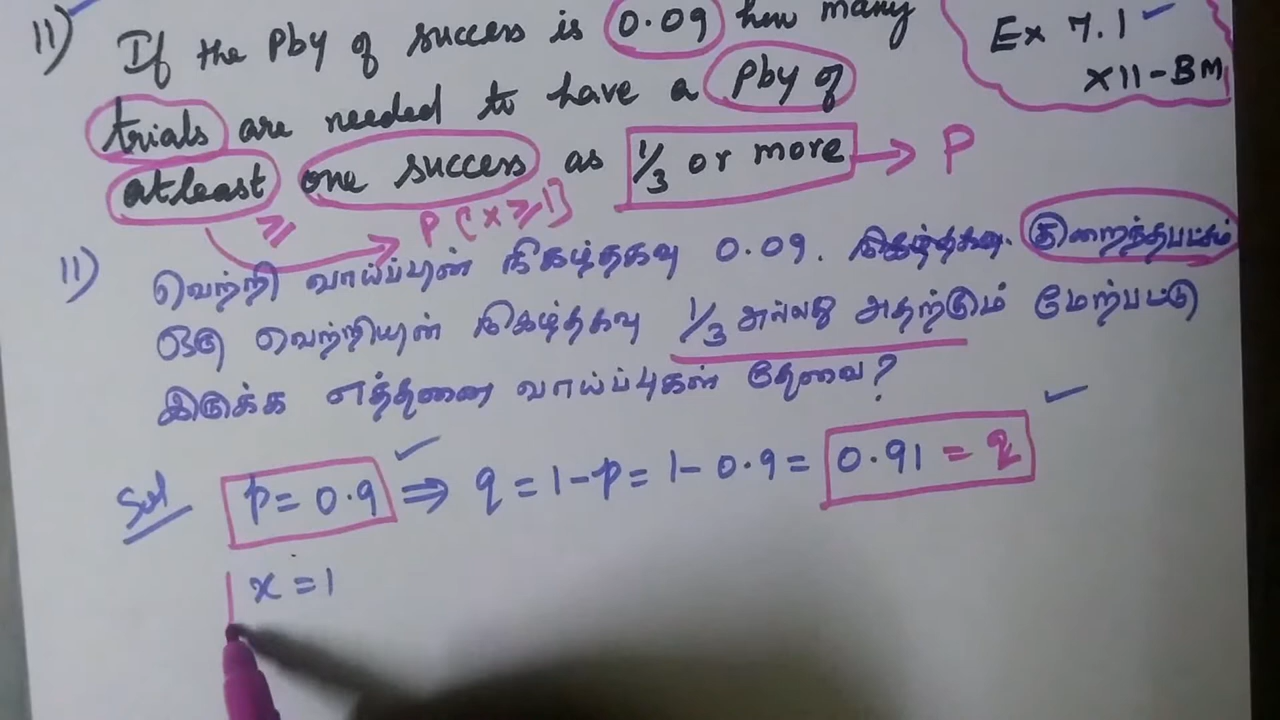 11) If the Pby of success is 0.09 how many
trials are needed to have a Pby of
atleast one success as 1/3 or more → P
≥ P(x≥1)
Ex 7.1
XII-BM
11) வெற்றி வாய்ப்புன் நிகழ்தகவு 0.09. நிகழ்தகவு. குறைந்தபட்சம்
ஒரு வெற்றியின் நிகழ்தகவு 1/3 அல்லது அதற்கும் மேற்பட்டு
இருக்க எத்தனை வாய்ப்புகள் தேவை?
Sol p = 0.9 ⇒ q = 1-p = 1- 0.9 = 0.91 = q
x = 1